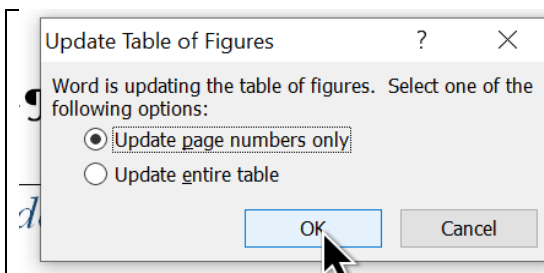 Update Table of Figures ? ×
Word is updating the table of figures. Select one of the
following options:
Update page numbers only
Update entire table
OK Cancel